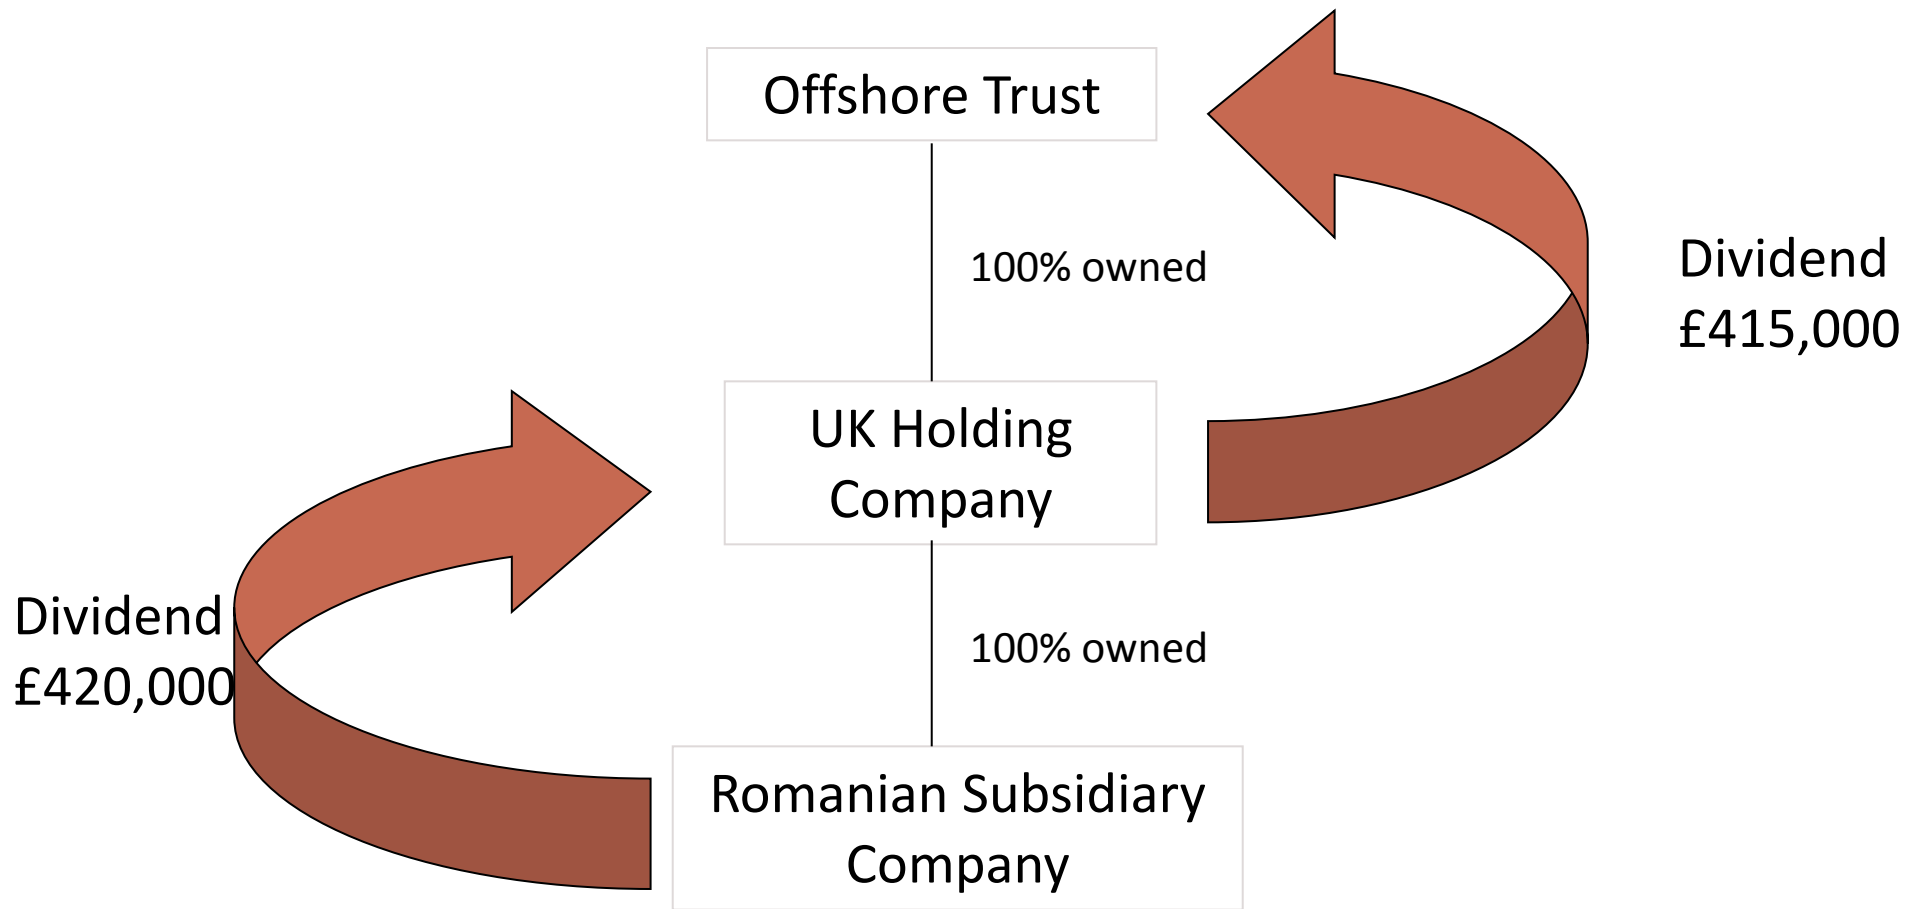 Offshore Trust
100% owned
Dividend
£415,000
UK Holding
Company
Dividend
£420,000
100% owned
Romanian Subsidiary
Company